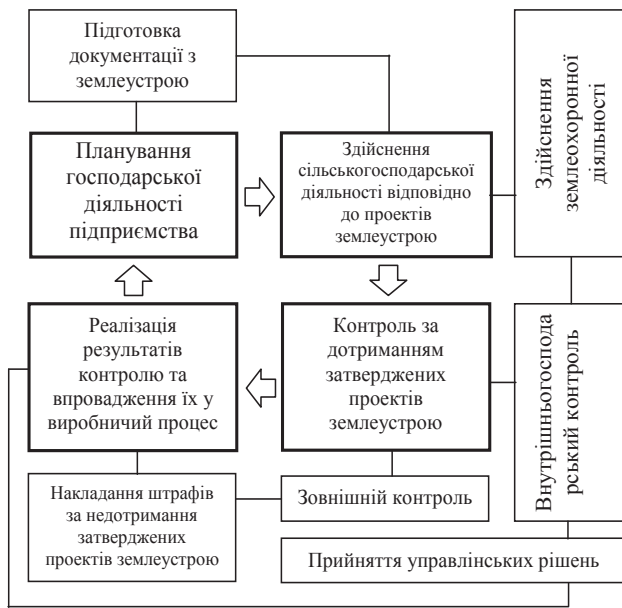 Підготовка
документації з
землеустрою
Здійснення
землеохоронної
діяльності
Планування
господарської
діяльності
підприємства
Здійснення
сільськогосподарської
діяльності відповідно
до проектів
землеустрою
Реалізація
результатів
контролю та
впровадження їх у
виробничий процес
Контроль за
дотриманням
затверджених
проектів
землеустрою
Внутрішньогоспода
рський контроль
Накладання штрафів
за недотримання
затверджених
проектів землеустрою
Зовнішній контроль
Прийняття управлінських рішень